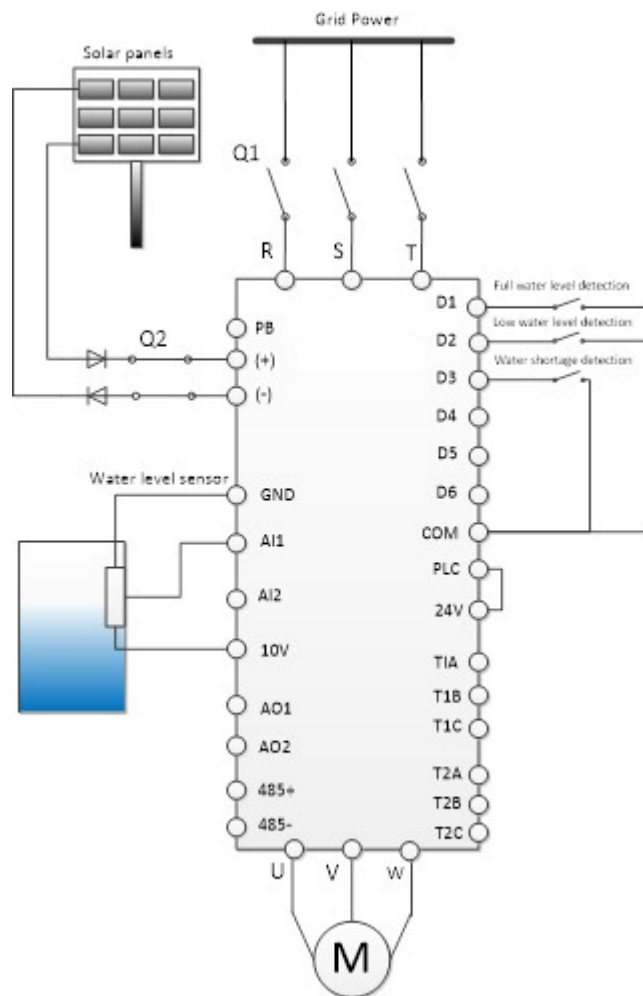 Grid Power
Solar panels
Q1
R
S
T
D1
Full water level detection
PB
Q2
D2
Low water level detection
(+)
D3
Water shortage detection
(-)
D4
D5
Water level sensor
GND
D6
AI1
COM
PLC
AI2
24V
10V
TIA
T1B
AO1
T1C
AO2
T2A
485+
T2B
485-
T2C
U
V
W
M